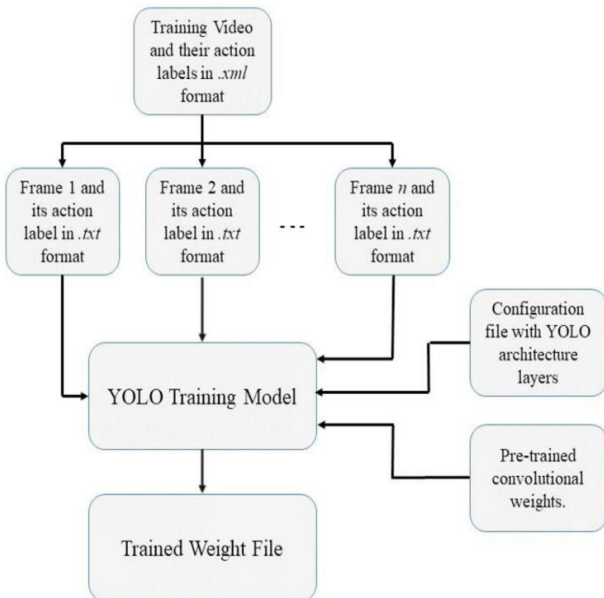 Training Video
and their action
labels in .xml
format
Frame 1 and
its action
label in .txt
format
Frame 2 and
its action
label in .txt
format
- - -
Frame n and
its action
label in .txt
format
Configuration
file with YOLO
architecture
layers
YOLO Training Model
Pre-trained
convolutional
weights.
Trained Weight File